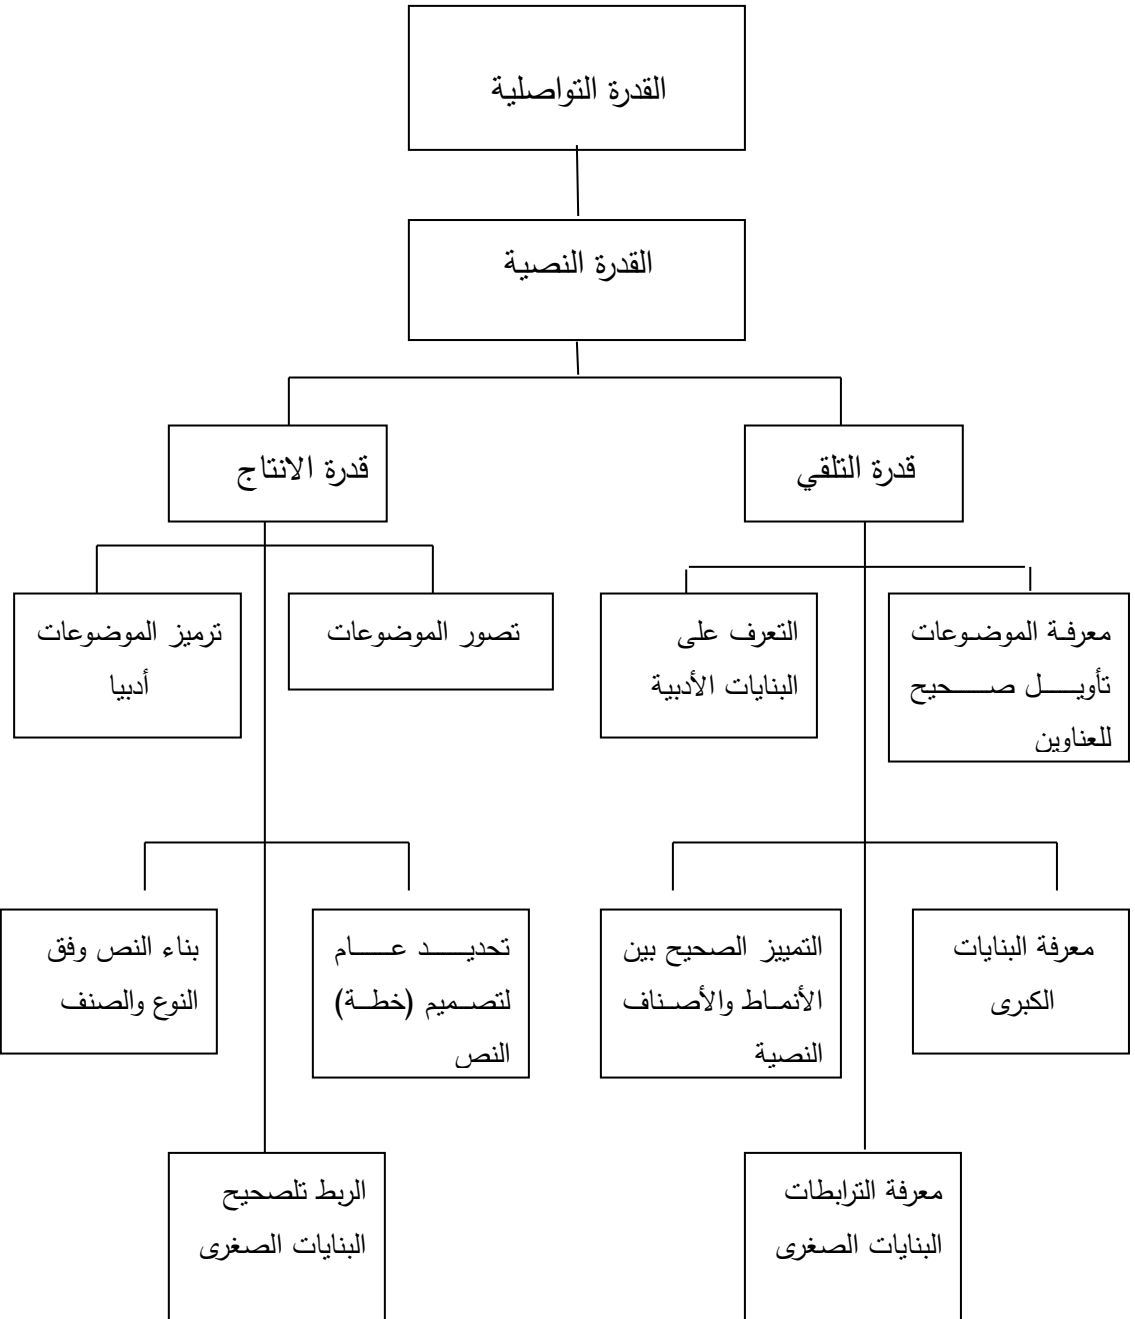 القدرة التواصلية
القدرة النصية
قدرة التلقي
قدرة الانتاج
معرفة الموضوعات
تأويل صحيح
للعناوين
التعرف على
البنايات الأدبية
تصور الموضوعات
ترميز الموضوعات
أدبيا
معرفة البنايات
الكبرى
التمييز الصحيح بين
الأنماط والأصناف
النصية
تحديد عام
لتصميم (خطة)
النص
بناء النص وفق
النوع والصنف
معرفة الترابطات
البنايات الصغرى
الربط تلصحيح
البنايات الصغرى